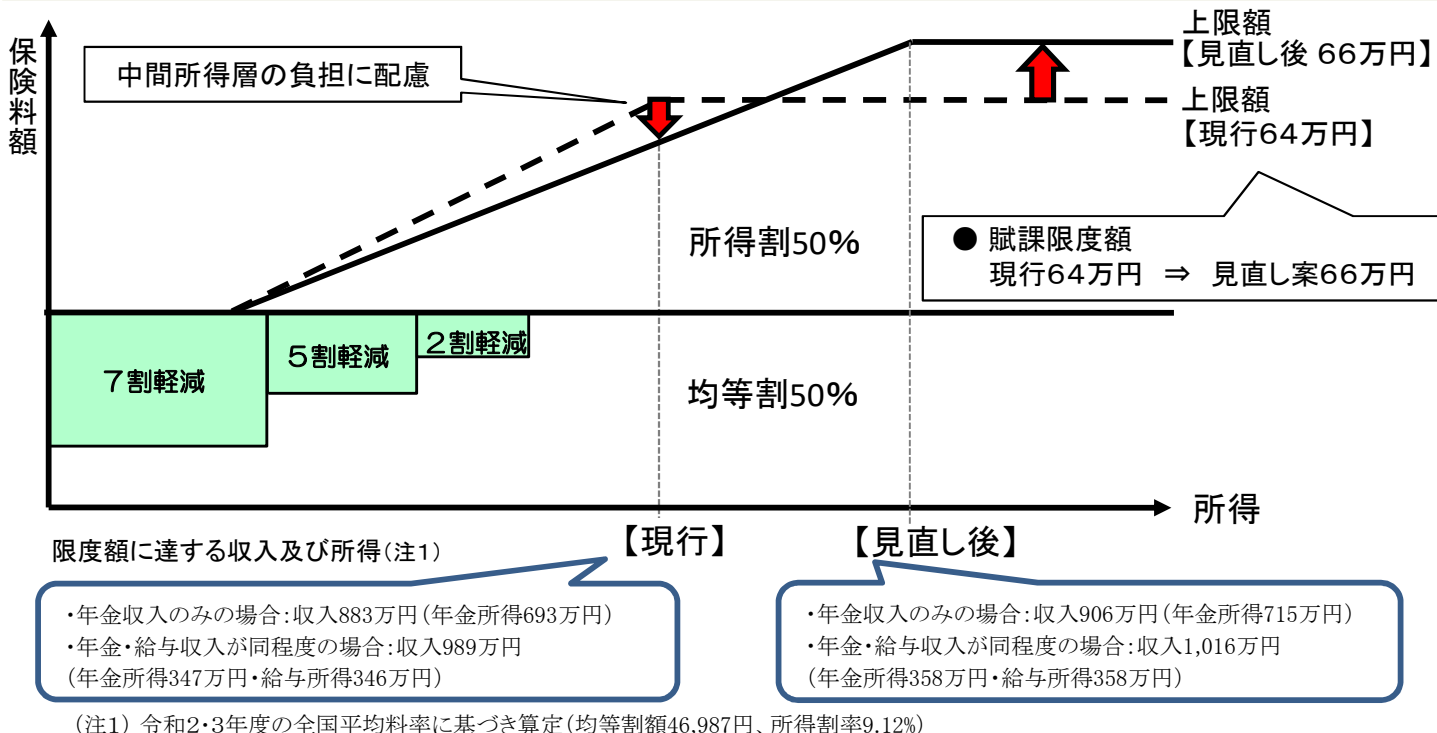 保険料額
中間所得層の負担に配慮
上限額
【見直し後 66万円】
上限額
【現行64万円】
所得割50%
● 賦課限度額
現行64万円 ⇒ 見直し案66万円
7割軽減
5割軽減
2割軽減
均等割50%
所得
限度額に達する収入及び所得(注1)
【現行】
【見直し後】
・年金収入のみの場合:収入883万円(年金所得693万円)
・年金・給与収入が同程度の場合:収入989万円
(年金所得347万円・給与所得346万円)
・年金収入のみの場合:収入906万円(年金所得715万円)
・年金・給与収入が同程度の場合:収入1,016万円
(年金所得358万円・給与所得358万円)
(注1) 令和2・3年度の全国平均料率に基づき算定(均等割額46,987円、所得割率9.12%)